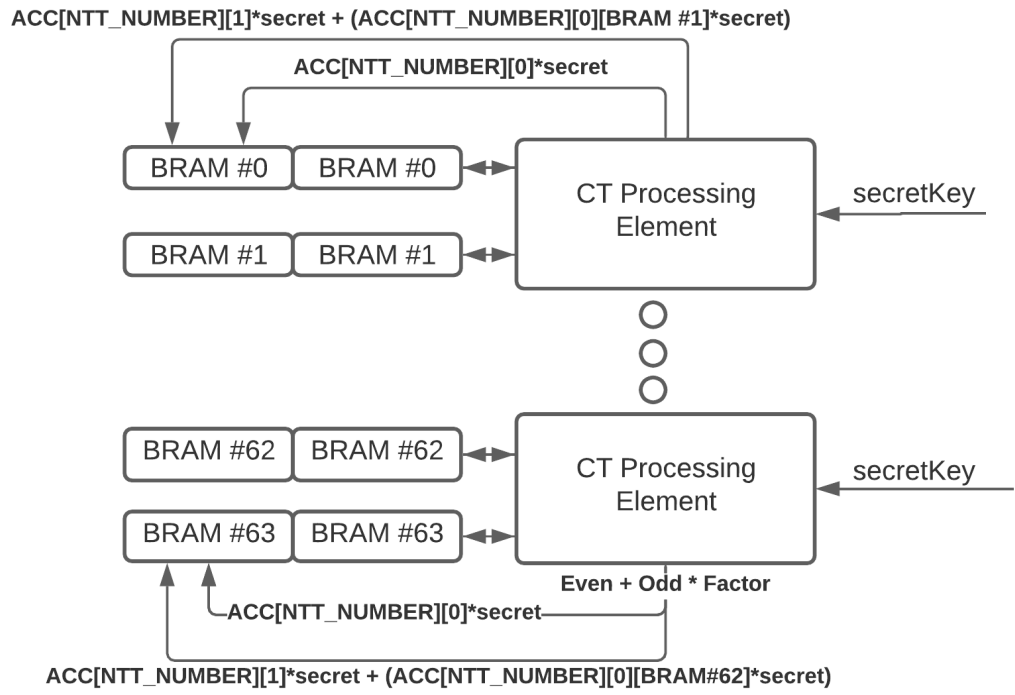 ACC[NTT_NUMBER][1]*secret + (ACC[NTT_NUMBER][0][BRAM #1]*secret)
ACC[NTT_NUMBER][0]*secret
BRAM #0
BRAM #0
CT Processing
Element
secretKey
BRAM #1
BRAM #1
BRAM #62
BRAM #62
CT Processing
Element
secretKey
BRAM #63
BRAM #63
Even + Odd * Factor
ACC[NTT_NUMBER][0]*secret
ACC[NTT_NUMBER][1]*secret + (ACC[NTT_NUMBER][0][BRAM#62]*secret)